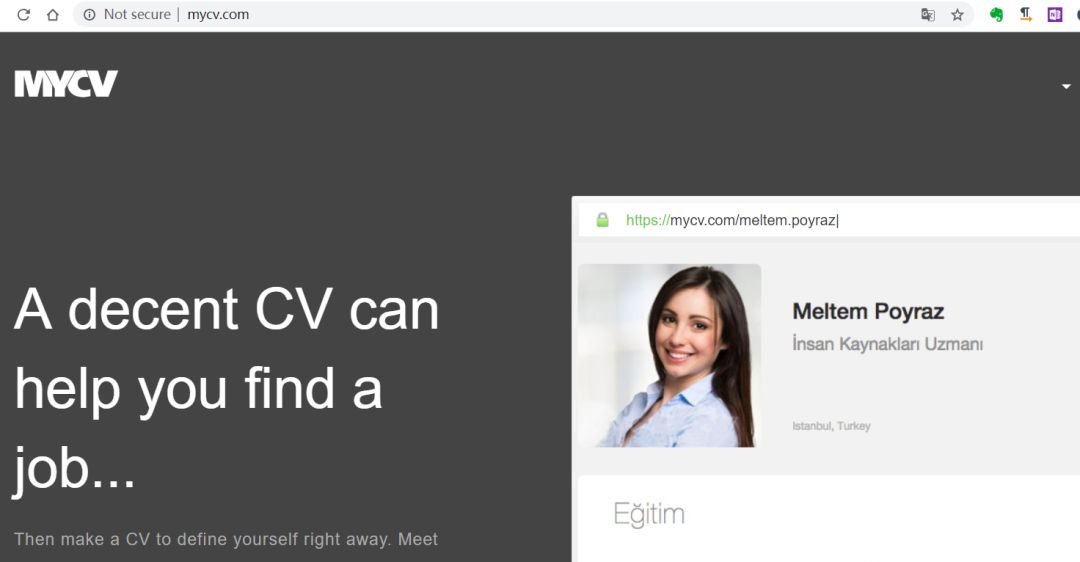 Not secure | mycv.com
MYCV
https://mycv.com/meltem.poyraz|
A decent CV can
help you find a
job...
Then make a CV to define yourself right away. Meet
Meltem Poyraz
İnsan Kaynakları Uzmanı
Istanbul, Turkey
Eğitim